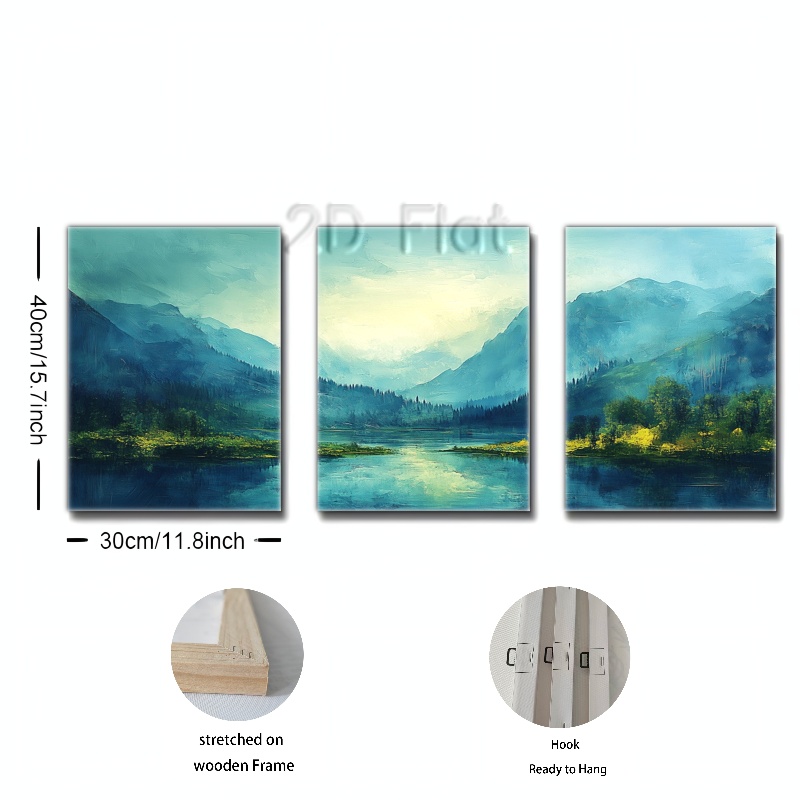 2D Flat
40cm/15.7inch
30cm/11.8inch
stretched on
wooden Frame
Hook
Ready to Hang